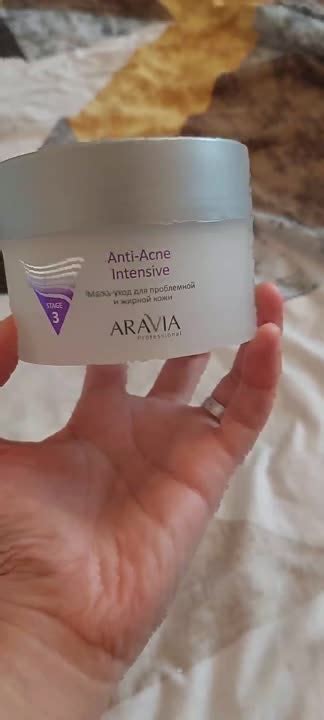 Anti-Acne
Intensive
маска-уход для проблемной
и жирной кожи
STAGE
3
ARAVIA
Professional